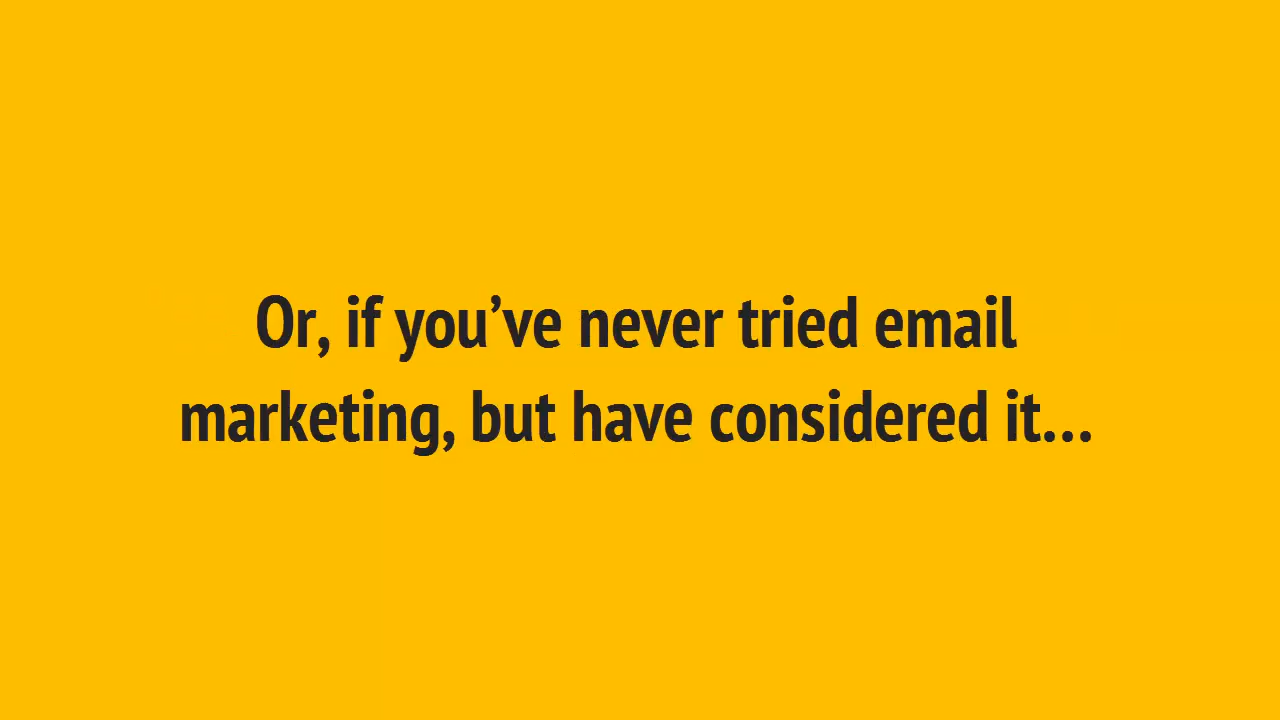 Or, if you’ve never tried email
marketing, but have considered it...